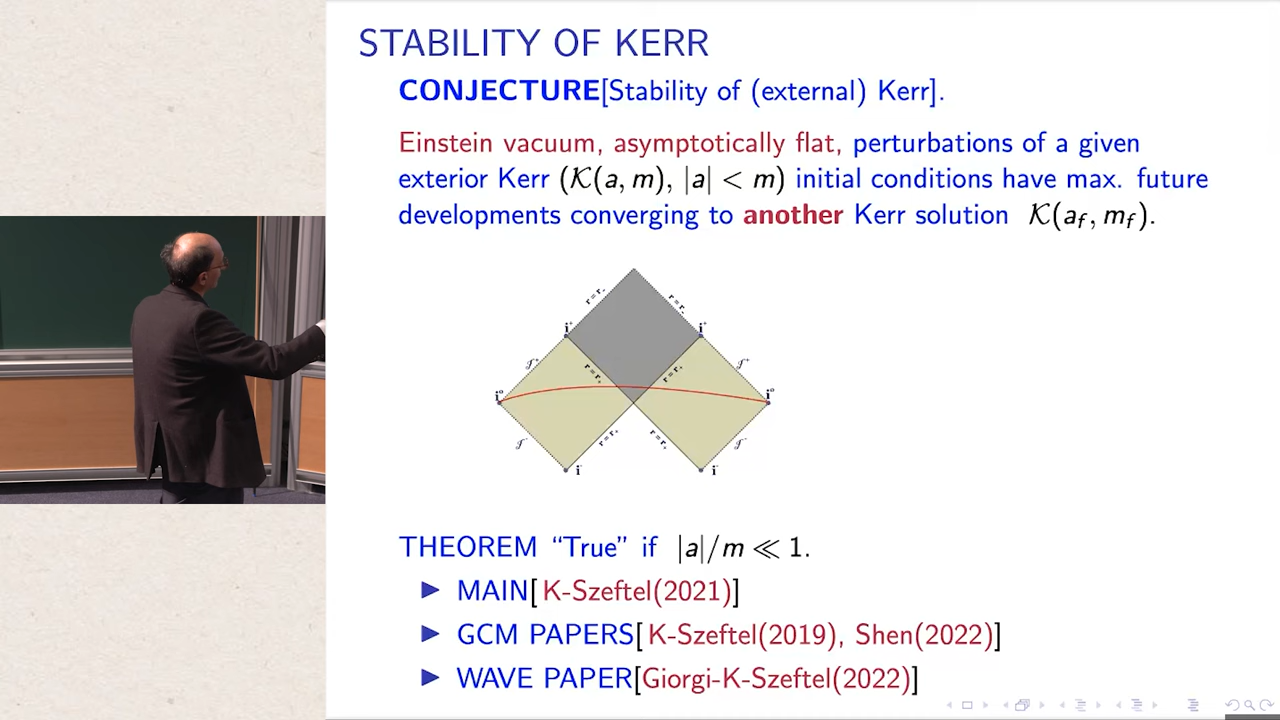 STABILITY OF KERR
CONJECTURE[Stability of (external) Kerr].
Einstein vacuum, asymptotically flat, perturbations of a given
exterior Kerr (𝒦(a, m), |a| < m) initial conditions have max. future
developments converging to another Kerr solution 𝒦(a_f, m_f).
i⁺ i⁺
i⁰ i⁰
THEOREM “True” if |a|/m ≪ 1.
▶ MAIN[ K-Szeftel(2021)]
▶ GCM PAPERS[ K-Szeftel(2019), Shen(2022)]
▶ WAVE PAPER[Giorgi-K-Szeftel(2022)]